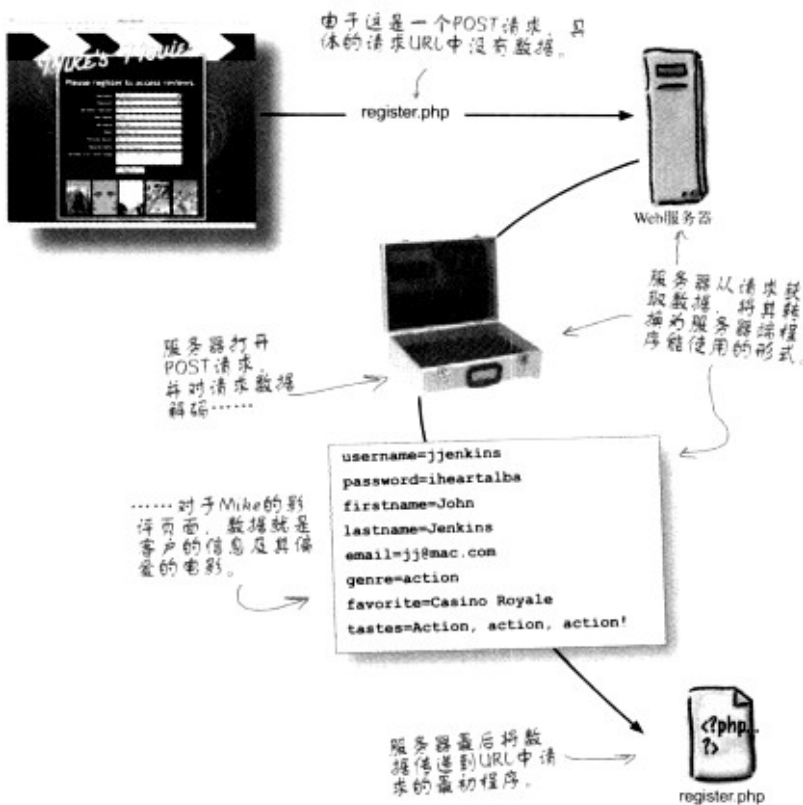 由于这是一个POST请求，具
体的请求URL中没有数据。
Mike's Movies
Please register to access reviews.
register.php
Web服务器
服务器从请求获
取数据，将其转
换为服务器端程
序能使用的形式。
服务器打开
POST请求，
并对请求数据
解码……
username=jjenkins
password=iheartalba
firstname=John
lastname=Jenkins
email=jj@mac.com
genre=action
favorite=Casino Royale
tastes=Action, action, action!
……对于Mike的影
评页面，数据就是
客户的信息及其偏
爱的电影。
服务器最后将数
据传递到URL中请
求的最初程序。
<?php...
?>
register.php